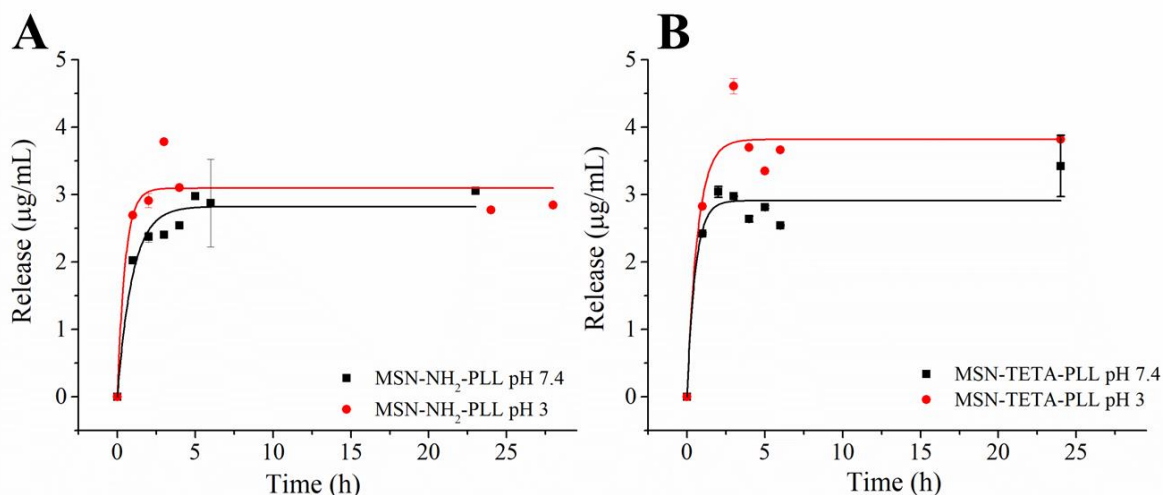 A
B
5
4
3
2
1
0
Release (µg/mL)
MSN-NH₂-PLL pH 7.4
MSN-NH₂-PLL pH 3
0 5 10 15 20 25
Time (h)
5
4
3
2
1
0
Release (µg/mL)
MSN-TETA-PLL pH 7.4
MSN-TETA-PLL pH 3
0 5 10 15 20 25
Time (h)